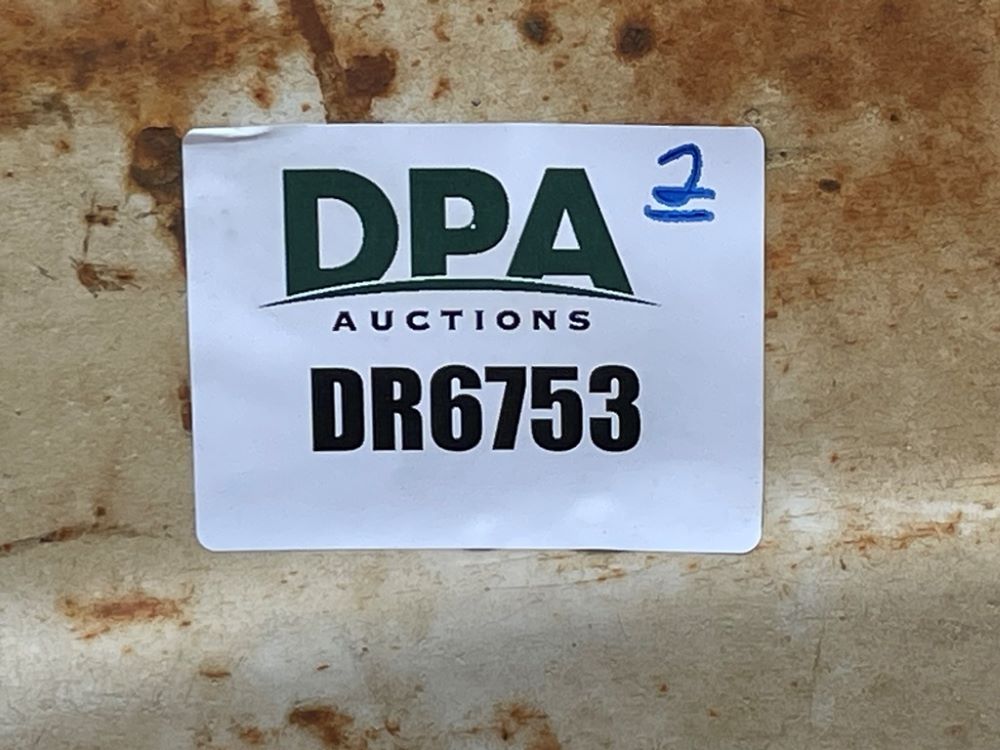 2
DPA
AUCTIONS
DR6753